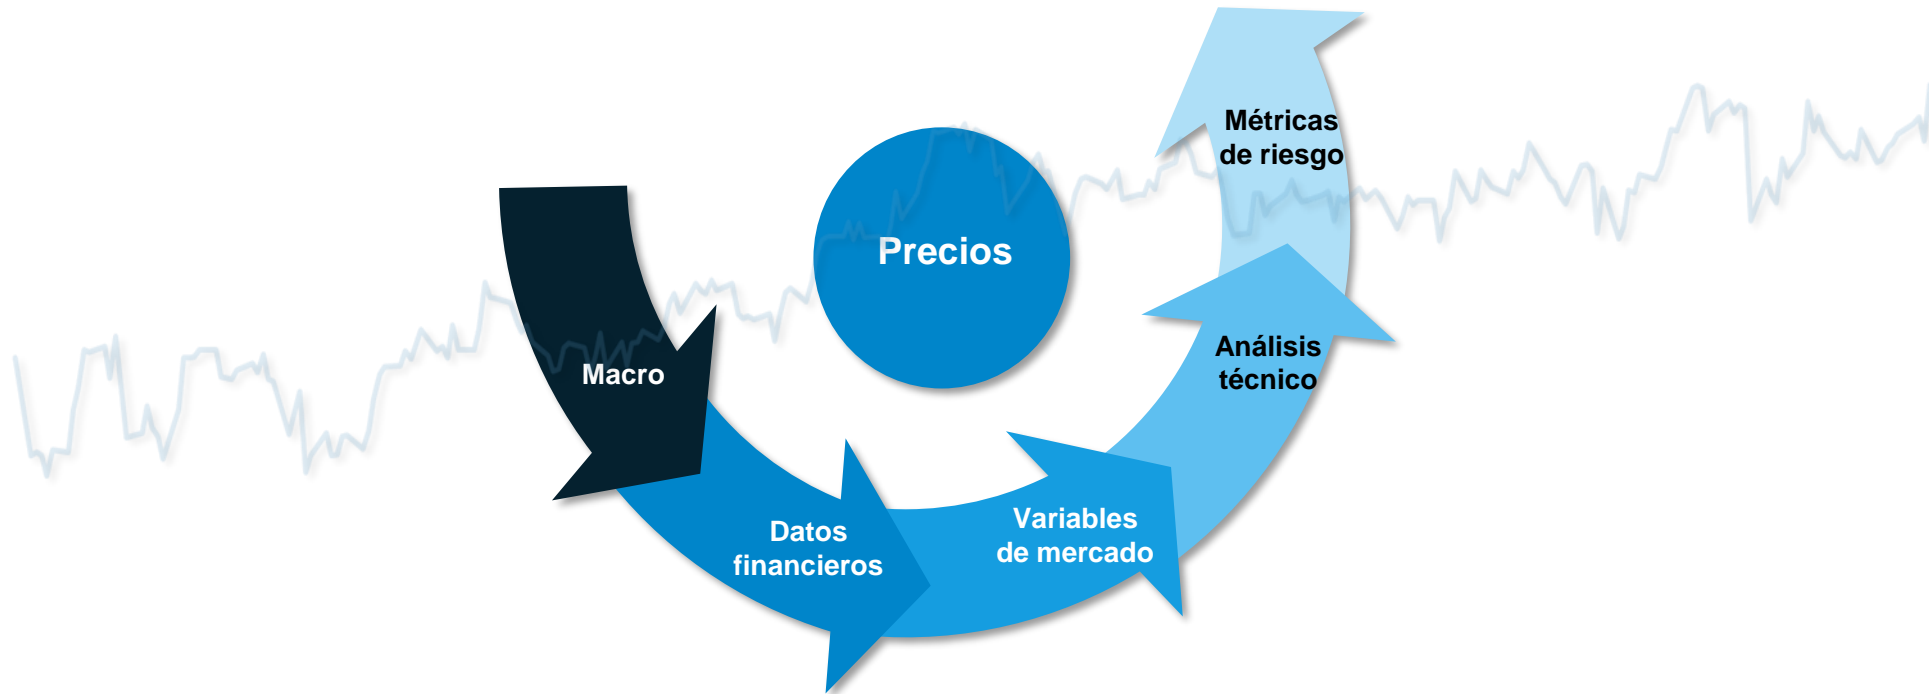 Métricas
de riesgo
Precios
Macro
Análisis
técnico
Datos
financieros
Variables
de mercado